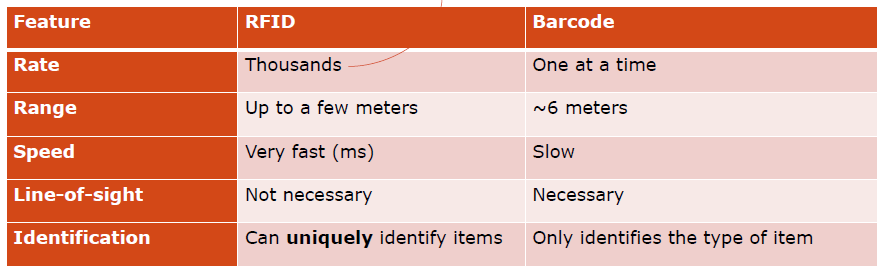 Feature RFID Barcode
Rate Thousands One at a time
Range Up to a few meters ~6 meters
Speed Very fast (ms) Slow
Line-of-sight Not necessary Necessary
Identification Can uniquely identify items Only identifies the type of item